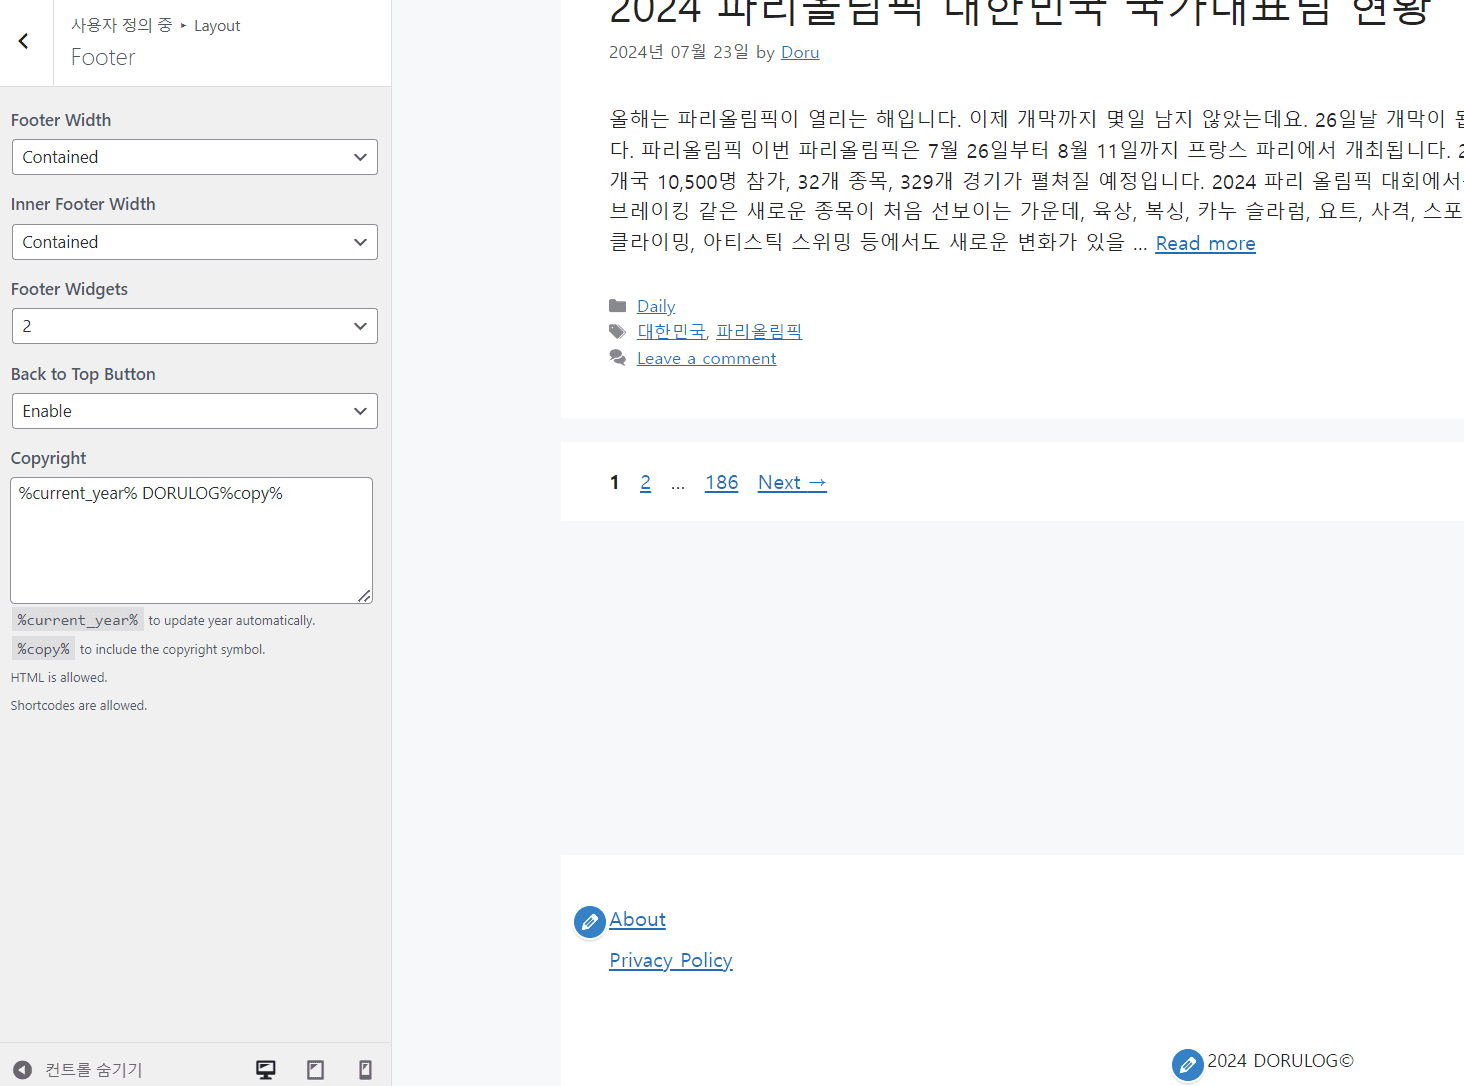 사용자 정의 중 ▸ Layout
Footer
Footer Width
Contained
Inner Footer Width
Contained
Footer Widgets
2
Back to Top Button
Enable
Copyright
%current_year% DORULOG%copy%
%current_year% to update year automatically.
%copy% to include the copyright symbol.
HTML is allowed.
Shortcodes are allowed.
컨트롤 숨기기
2024 파리올림픽 대한민국 국가대표팀 현황
2024년 07월 23일 by Doru
올해는 파리올림픽이 열리는 해입니다. 이제 개막까지 몇일 남지 않았는데요. 26일날 개막이
다. 파리올림픽 이번 파리올림픽은 7월 26일부터 8월 11일까지 프랑스 파리에서 개최됩니다.
개국 10,500명 참가, 32개 종목, 329개 경기가 펼쳐질 예정입니다. 2024 파리 올림픽 대회에서
브레이킹 같은 새로운 종목이 처음 선보이는 가운데, 육상, 복싱, 카누 슬라럼, 요트, 사격, 스포
클라이밍, 아티스틱 스위밍 등에서도 새로운 변화가 있을 ... Read more
Daily
대한민국, 파리올림픽
Leave a comment
1 2 … 186 Next →
About
Privacy Policy
2024 DORULOG©